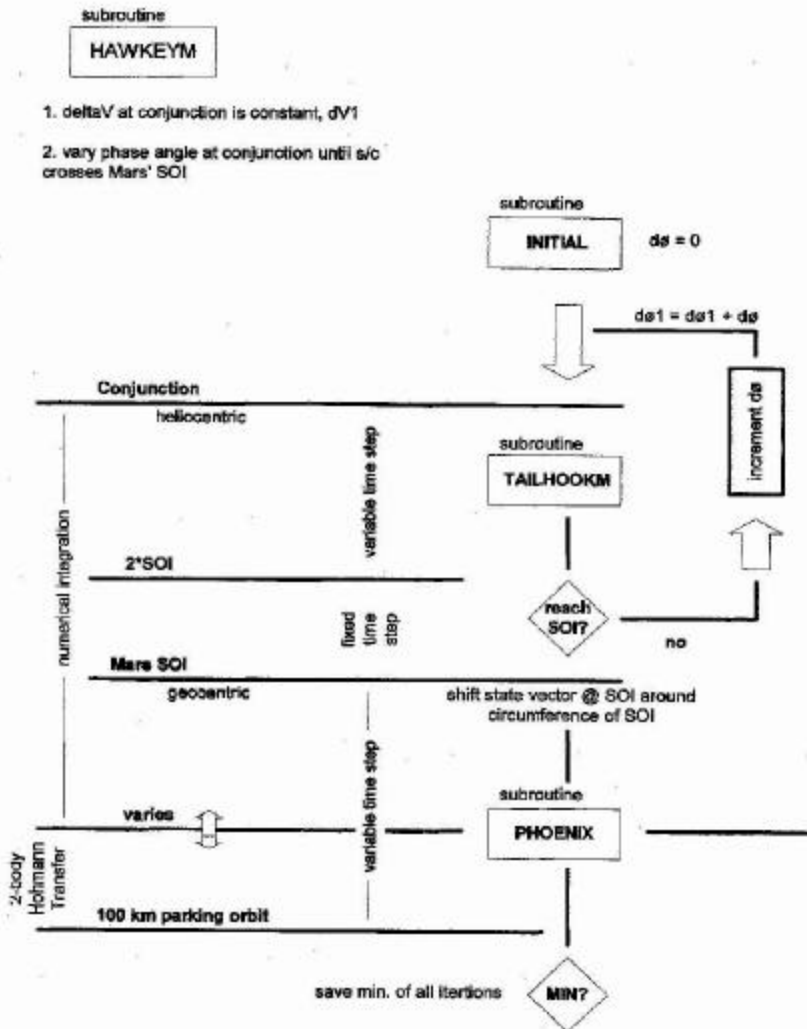 subroutine
HAWKEYM
1. deltaV at conjunction is constant, dV1
2. vary phase angle at conjunction until s/c
crosses Mars' SOI
subroutine
INITIAL
dø = 0
dø1 = dø1 + dø
increment dø
Conjunction
heliocentric
subroutine
TAILHOOKM
variable time step
numerical integration
2*SOI
reach
SOI?
no
fixed
time
step
Mars SOI
geocentric
shift state vector @ SOI around
circumference of SOI
variable time step
subroutine
PHOENIX
varies
2-body
Hohmann
Transfer
100 km parking orbit
save min. of all itertions
MIN?